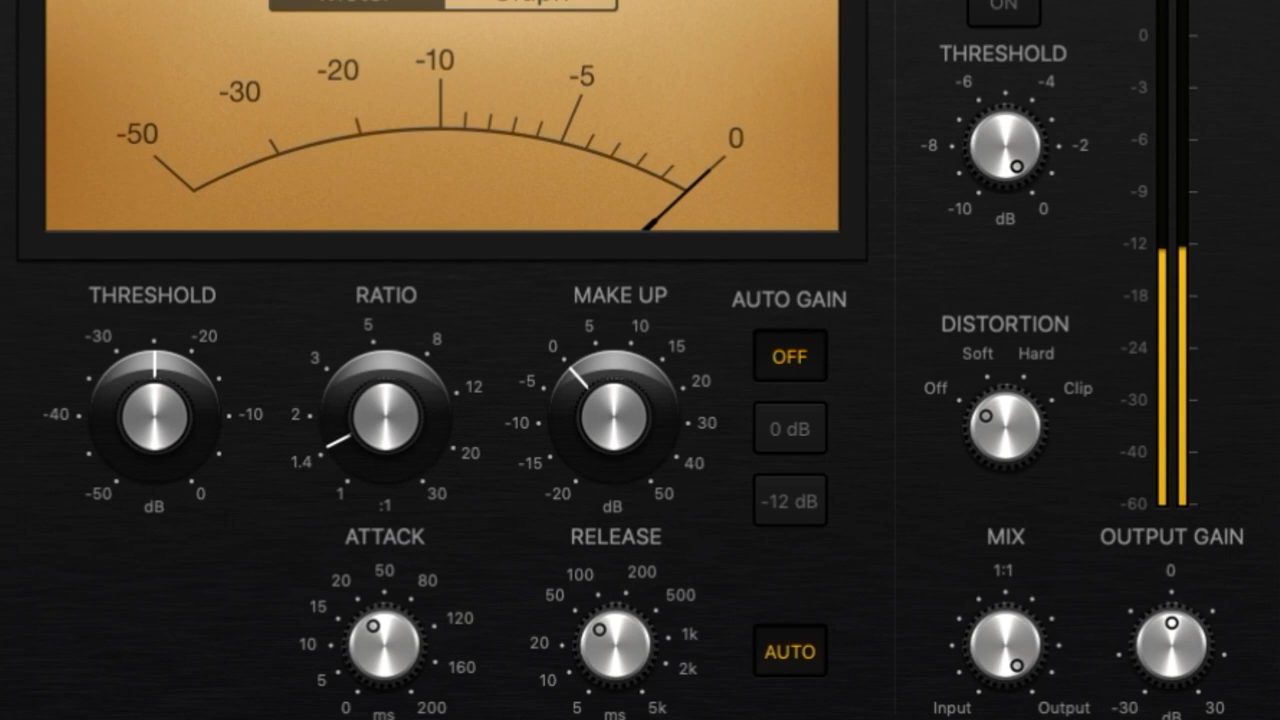 Meter Graph
-50 -30 -20 -10 -5 0
THRESHOLD
-50 -40 -30 -20 -10 0
dB
RATIO
1 1.4 2 3 5 8 12 20 30
:1
MAKE UP
-20 -15 -10 -5 0 5 10 15 20 30 40 50
dB
AUTO GAIN
OFF
0 dB
-12 dB
ATTACK
0 5 10 15 20 50 80 120 160 200
ms
RELEASE
5 10 20 50 100 200 500 1k 2k 5k
ms
AUTO
ON
THRESHOLD
-10 -8 -6 -4 -2 0
dB
DISTORTION
Off Soft Hard Clip
0
-3
-6
-9
-12
-18
-24
-30
-40
-60
MIX
1:1
Input Output
OUTPUT GAIN
0
-30 30
dB